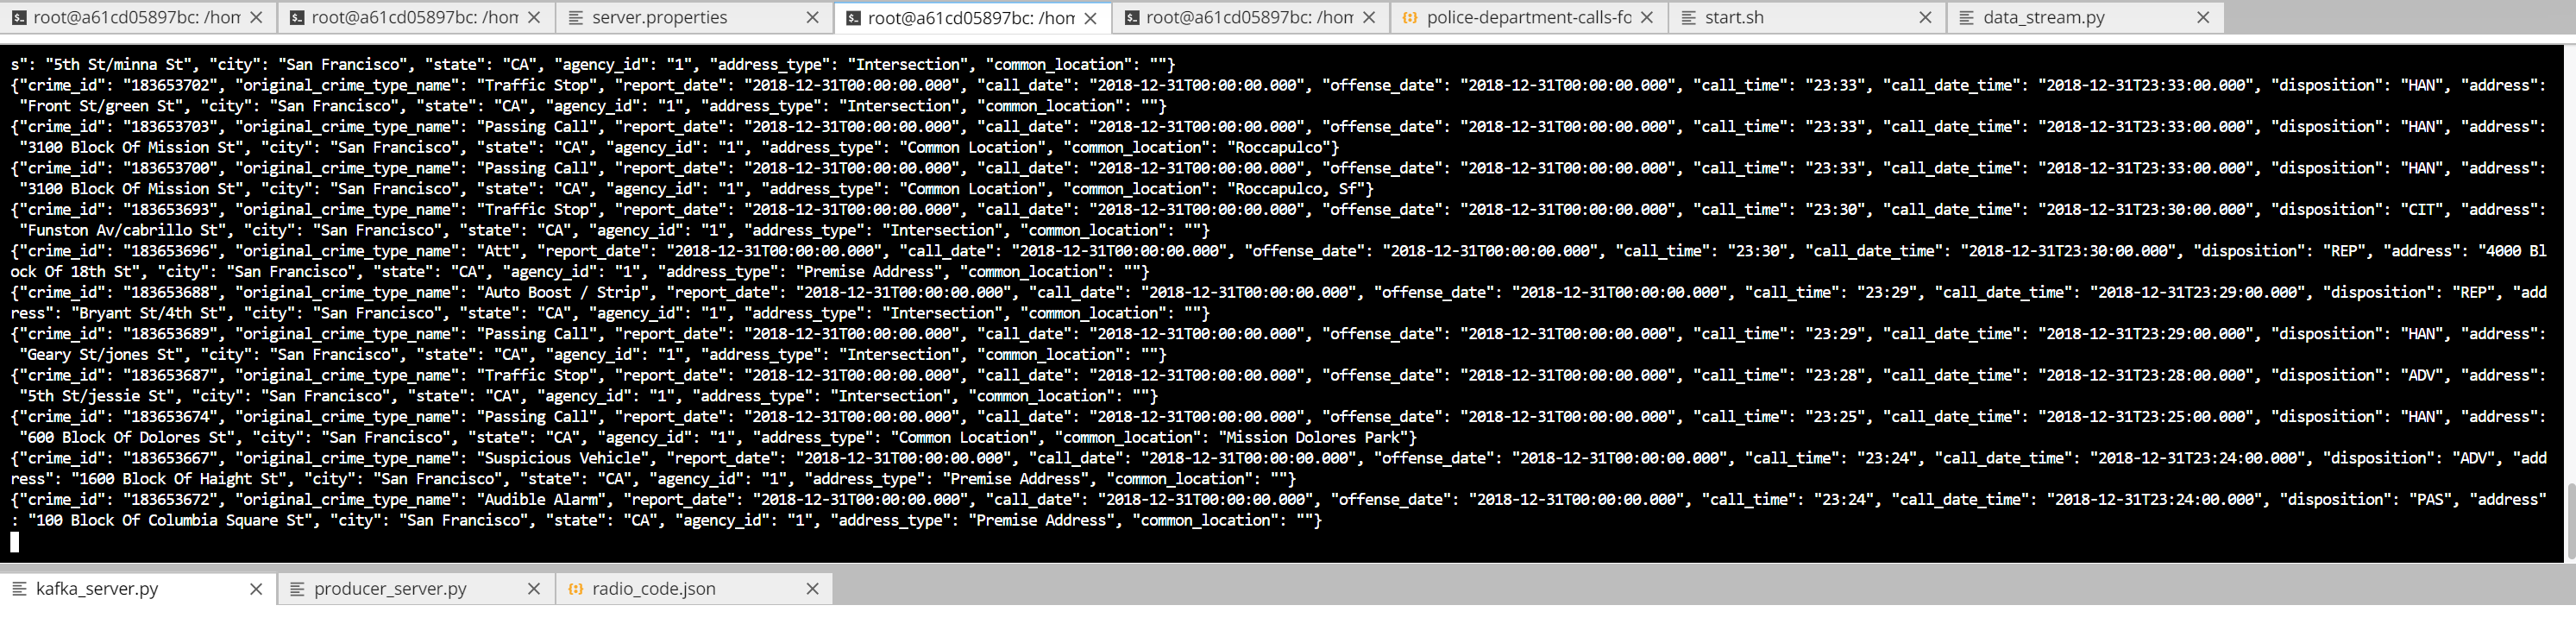 root@a61cd05897bc: /hom root@a61cd05897bc: /hom server.properties root@a61cd05897bc: /hom root@a61cd05897bc: /hom police-department-calls-fo start.sh data_stream.py
s": "5th St/minna St", "city": "San Francisco", "state": "CA", "agency_id": "1", "address_type": "Intersection", "common_location": ""}
{"crime_id": "183653702", "original_crime_type_name": "Traffic Stop", "report_date": "2018-12-31T00:00:00.000", "call_date": "2018-12-31T00:00:00.000", "offense_date": "2018-12-31T00:00:00.000", "call_time": "23:33", "call_date_time": "2018-12-31T23:33:00.000", "disposition": "HAN", "address":
"Front St/green St", "city": "San Francisco", "state": "CA", "agency_id": "1", "address_type": "Intersection", "common_location": ""}
{"crime_id": "183653703", "original_crime_type_name": "Passing Call", "report_date": "2018-12-31T00:00:00.000", "call_date": "2018-12-31T00:00:00.000", "offense_date": "2018-12-31T00:00:00.000", "call_time": "23:33", "call_date_time": "2018-12-31T23:33:00.000", "disposition": "HAN", "address":
"3100 Block Of Mission St", "city": "San Francisco", "state": "CA", "agency_id": "1", "address_type": "Common Location", "common_location": "Roccapulco"}
{"crime_id": "183653700", "original_crime_type_name": "Passing Call", "report_date": "2018-12-31T00:00:00.000", "call_date": "2018-12-31T00:00:00.000", "offense_date": "2018-12-31T00:00:00.000", "call_time": "23:33", "call_date_time": "2018-12-31T23:33:00.000", "disposition": "HAN", "address":
"3100 Block Of Mission St", "city": "San Francisco", "state": "CA", "agency_id": "1", "address_type": "Common Location", "common_location": "Roccapulco, Sf"}
{"crime_id": "183653693", "original_crime_type_name": "Traffic Stop", "report_date": "2018-12-31T00:00:00.000", "call_date": "2018-12-31T00:00:00.000", "offense_date": "2018-12-31T00:00:00.000", "call_time": "23:30", "call_date_time": "2018-12-31T23:30:00.000", "disposition": "CIT", "address":
"Funston Av/cabrillo St", "city": "San Francisco", "state": "CA", "agency_id": "1", "address_type": "Intersection", "common_location": ""}
{"crime_id": "183653696", "original_crime_type_name": "Att", "report_date": "2018-12-31T00:00:00.000", "call_date": "2018-12-31T00:00:00.000", "offense_date": "2018-12-31T00:00:00.000", "call_time": "23:30", "call_date_time": "2018-12-31T23:30:00.000", "disposition": "REP", "address": "4000 Bl
ock Of 18th St", "city": "San Francisco", "state": "CA", "agency_id": "1", "address_type": "Premise Address", "common_location": ""}
{"crime_id": "183653688", "original_crime_type_name": "Auto Boost / Strip", "report_date": "2018-12-31T00:00:00.000", "call_date": "2018-12-31T00:00:00.000", "offense_date": "2018-12-31T00:00:00.000", "call_time": "23:29", "call_date_time": "2018-12-31T23:29:00.000", "disposition": "REP", "add
ress": "Bryant St/4th St", "city": "San Francisco", "state": "CA", "agency_id": "1", "address_type": "Intersection", "common_location": ""}
{"crime_id": "183653689", "original_crime_type_name": "Passing Call", "report_date": "2018-12-31T00:00:00.000", "call_date": "2018-12-31T00:00:00.000", "offense_date": "2018-12-31T00:00:00.000", "call_time": "23:29", "call_date_time": "2018-12-31T23:29:00.000", "disposition": "HAN", "address":
"Geary St/jones St", "city": "San Francisco", "state": "CA", "agency_id": "1", "address_type": "Intersection", "common_location": ""}
{"crime_id": "183653687", "original_crime_type_name": "Traffic Stop", "report_date": "2018-12-31T00:00:00.000", "call_date": "2018-12-31T00:00:00.000", "offense_date": "2018-12-31T00:00:00.000", "call_time": "23:28", "call_date_time": "2018-12-31T23:28:00.000", "disposition": "ADV", "address":
"5th St/jessie St", "city": "San Francisco", "state": "CA", "agency_id": "1", "address_type": "Intersection", "common_location": ""}
{"crime_id": "183653674", "original_crime_type_name": "Passing Call", "report_date": "2018-12-31T00:00:00.000", "call_date": "2018-12-31T00:00:00.000", "offense_date": "2018-12-31T00:00:00.000", "call_time": "23:25", "call_date_time": "2018-12-31T23:25:00.000", "disposition": "HAN", "address":
"600 Block Of Dolores St", "city": "San Francisco", "state": "CA", "agency_id": "1", "address_type": "Common Location", "common_location": "Mission Dolores Park"}
{"crime_id": "183653667", "original_crime_type_name": "Suspicious Vehicle", "report_date": "2018-12-31T00:00:00.000", "call_date": "2018-12-31T00:00:00.000", "offense_date": "2018-12-31T00:00:00.000", "call_time": "23:24", "call_date_time": "2018-12-31T23:24:00.000", "disposition": "ADV", "add
ress": "1600 Block Of Haight St", "city": "San Francisco", "state": "CA", "agency_id": "1", "address_type": "Premise Address", "common_location": ""}
{"crime_id": "183653672", "original_crime_type_name": "Audible Alarm", "report_date": "2018-12-31T00:00:00.000", "call_date": "2018-12-31T00:00:00.000", "offense_date": "2018-12-31T00:00:00.000", "call_time": "23:24", "call_date_time": "2018-12-31T23:24:00.000", "disposition": "PAS", "address"
: "100 Block Of Columbia Square St", "city": "San Francisco", "state": "CA", "agency_id": "1", "address_type": "Premise Address", "common_location": ""}
kafka_server.py producer_server.py radio_code.json